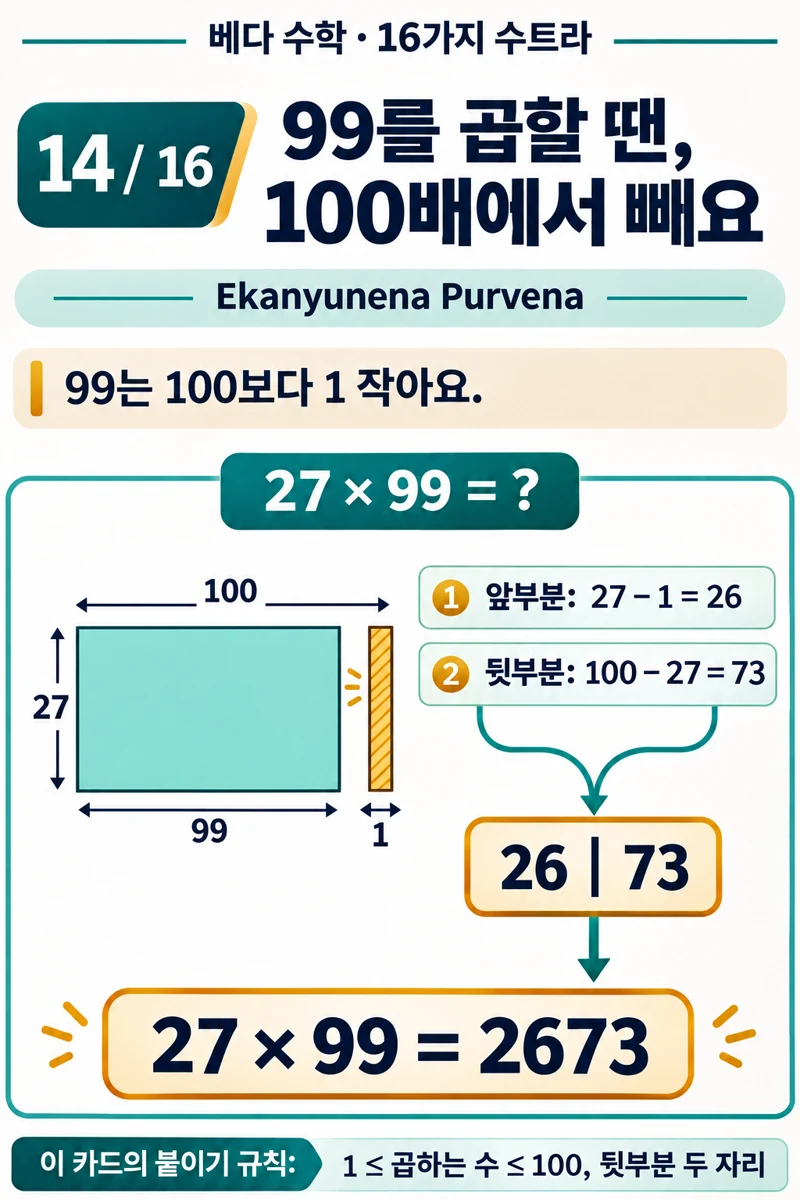 베다 수학 · 16가지 수트라
14 / 16
99를 곱할 땐,
100배에서 빼요
Ekanyunena Purvena
99는 100보다 1 작아요.
27 × 99 = ?
100
27
99
1
1 앞부분: 27 − 1 = 26
2 뒷부분: 100 − 27 = 73
26 | 73
27 × 99 = 2673
이 카드의 붙이기 규칙: 1 ≤ 곱하는 수 ≤ 100, 뒷부분 두 자리